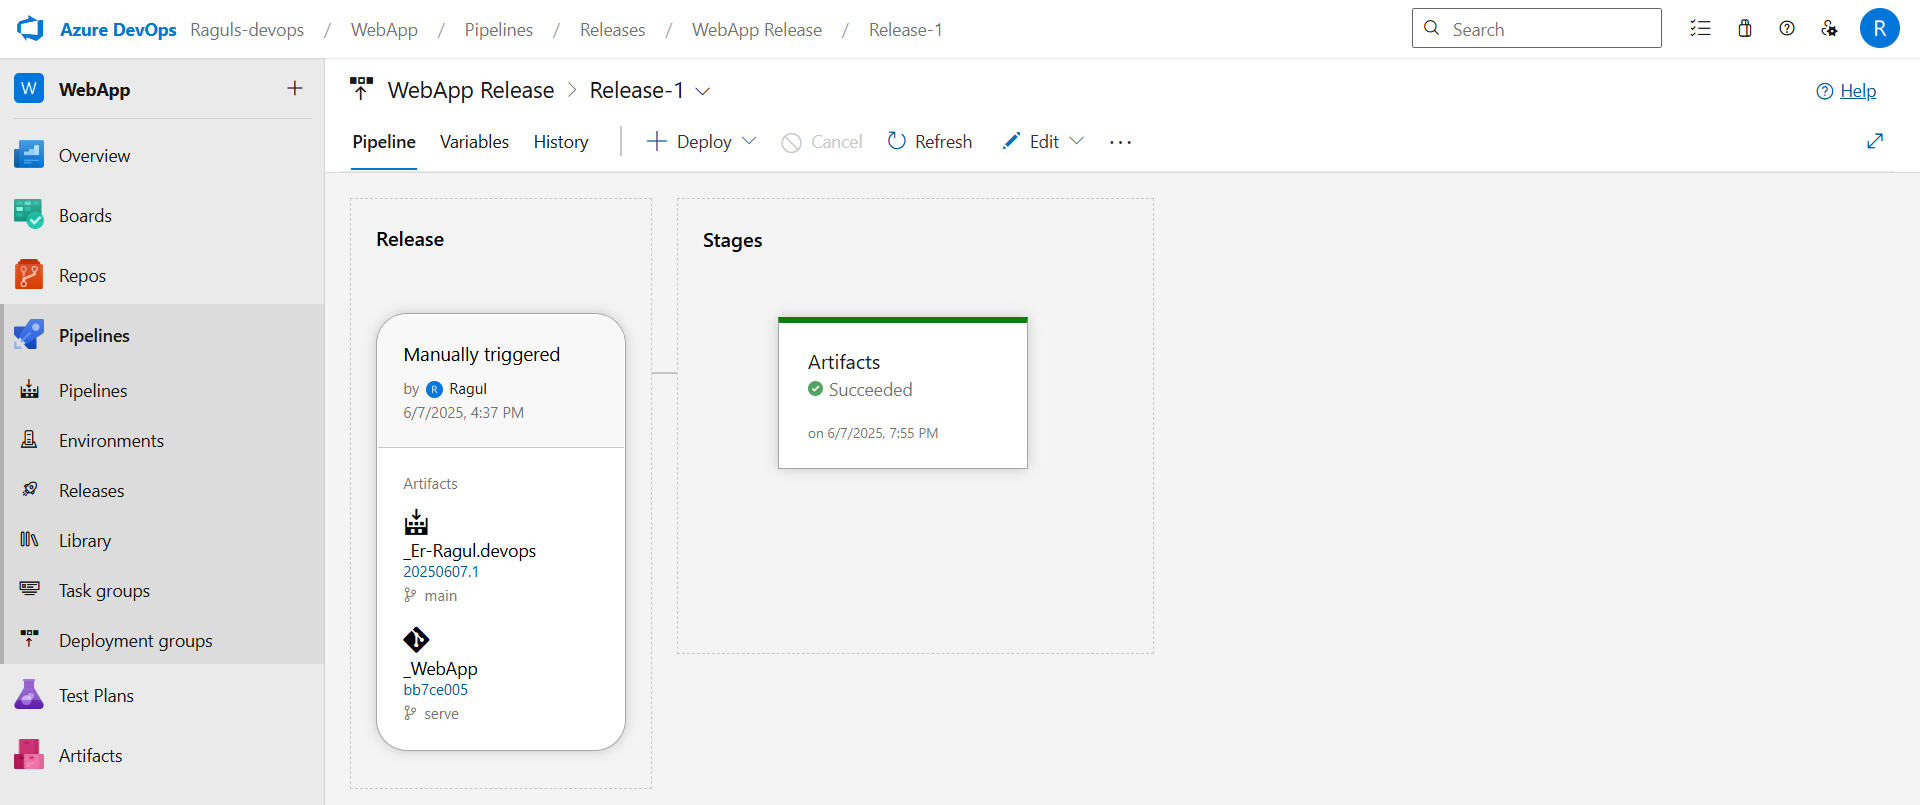 Azure DevOps Raguls-devops / WebApp / Pipelines / Releases / WebApp Release / Release-1
Search
R
W WebApp
Overview
Boards
Repos
Pipelines
Pipelines
Environments
Releases
Library
Task groups
Deployment groups
Test Plans
Artifacts
WebApp Release > Release-1
Help
Pipeline Variables History Deploy Cancel Refresh Edit ...
Release
Manually triggered
by R Ragul
6/7/2025, 4:37 PM
Artifacts
_Er-Ragul.devops
20250607.1
main
_WebApp
bb7ce005
serve
Stages
Artifacts
Succeeded
on 6/7/2025, 7:55 PM